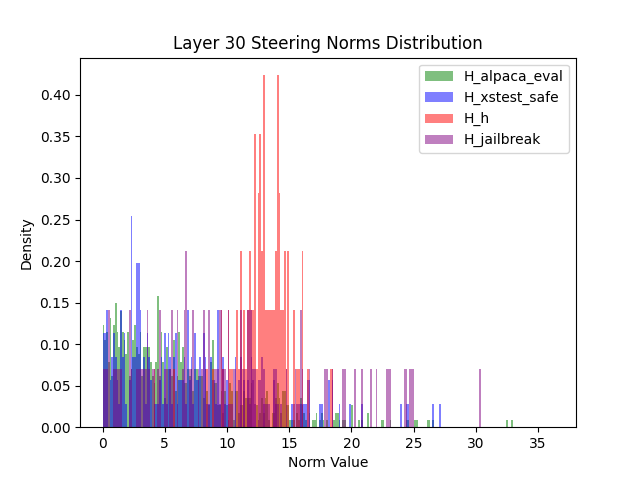 Layer 30 Steering Norms Distribution
H_alpaca_eval
H_xstest_safe
H_h
H_jailbreak
Density
0.40
0.35
0.30
0.25
0.20
0.15
0.10
0.05
0.00
0 5 10 15 20 25 30 35
Norm Value